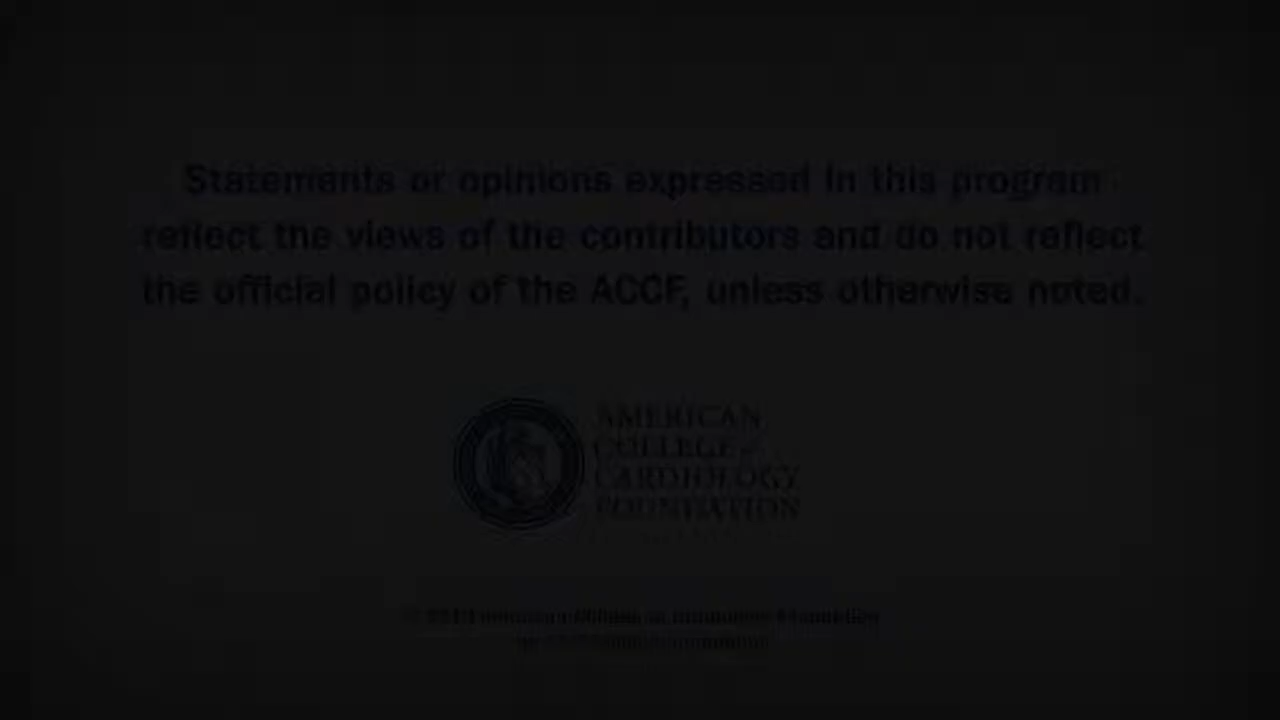 Statements or opinions expressed in this program
reflect the views of the contributors and do not reflect
the official policy of the ACCF, unless otherwise noted.
AMERICAN
COLLEGE of
CARDIOLOGY
FOUNDATION